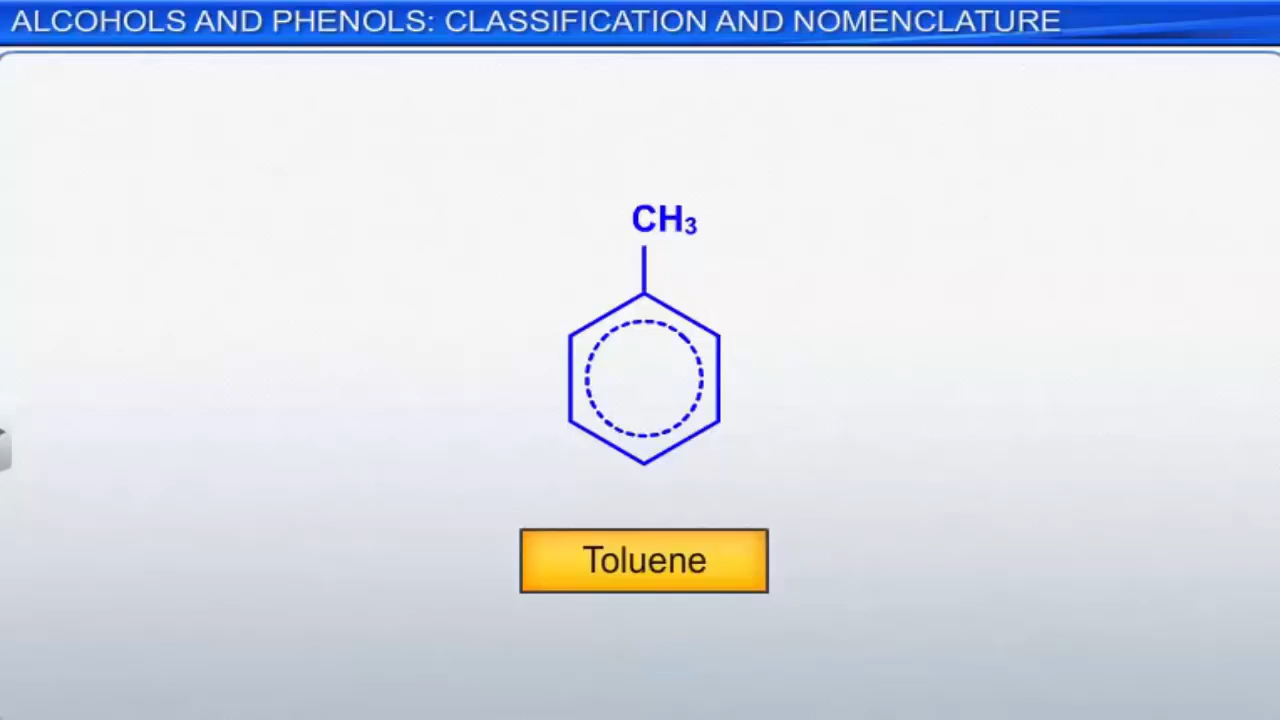 ALCOHOLS AND PHENOLS: CLASSIFICATION AND NOMENCLATURE
CH₃
Toluene